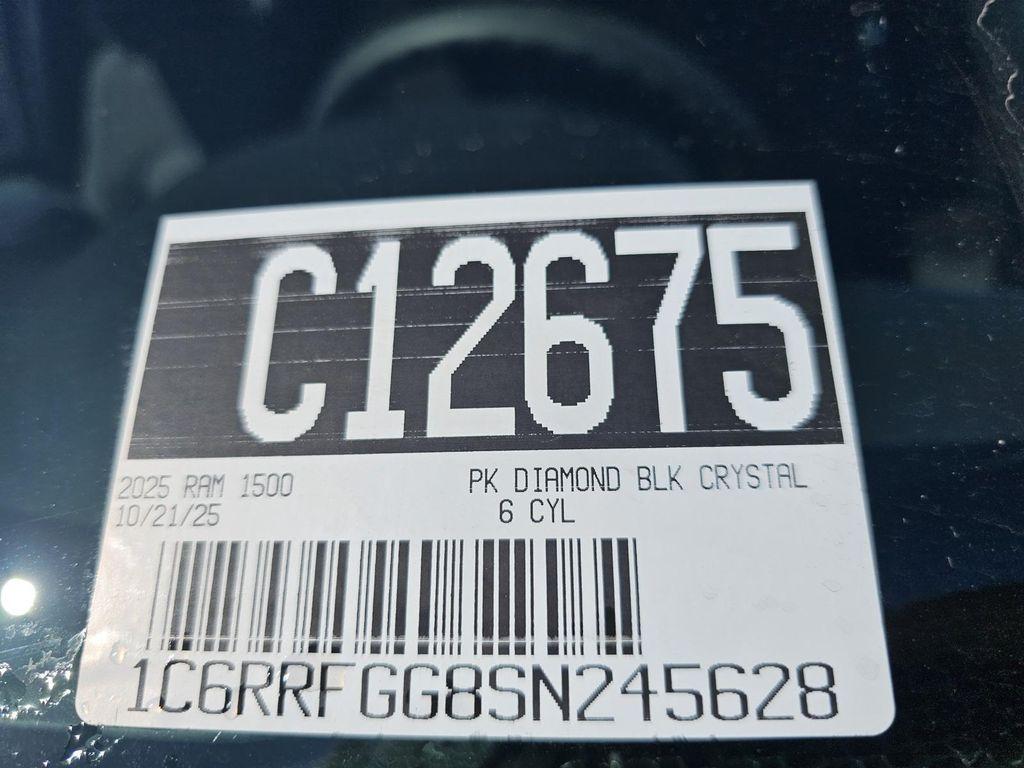 C12675
2025 RAM 1500 PK DIAMOND BLK CRYSTAL
10/21/25 6 CYL
1C6RRFGG8SN245628